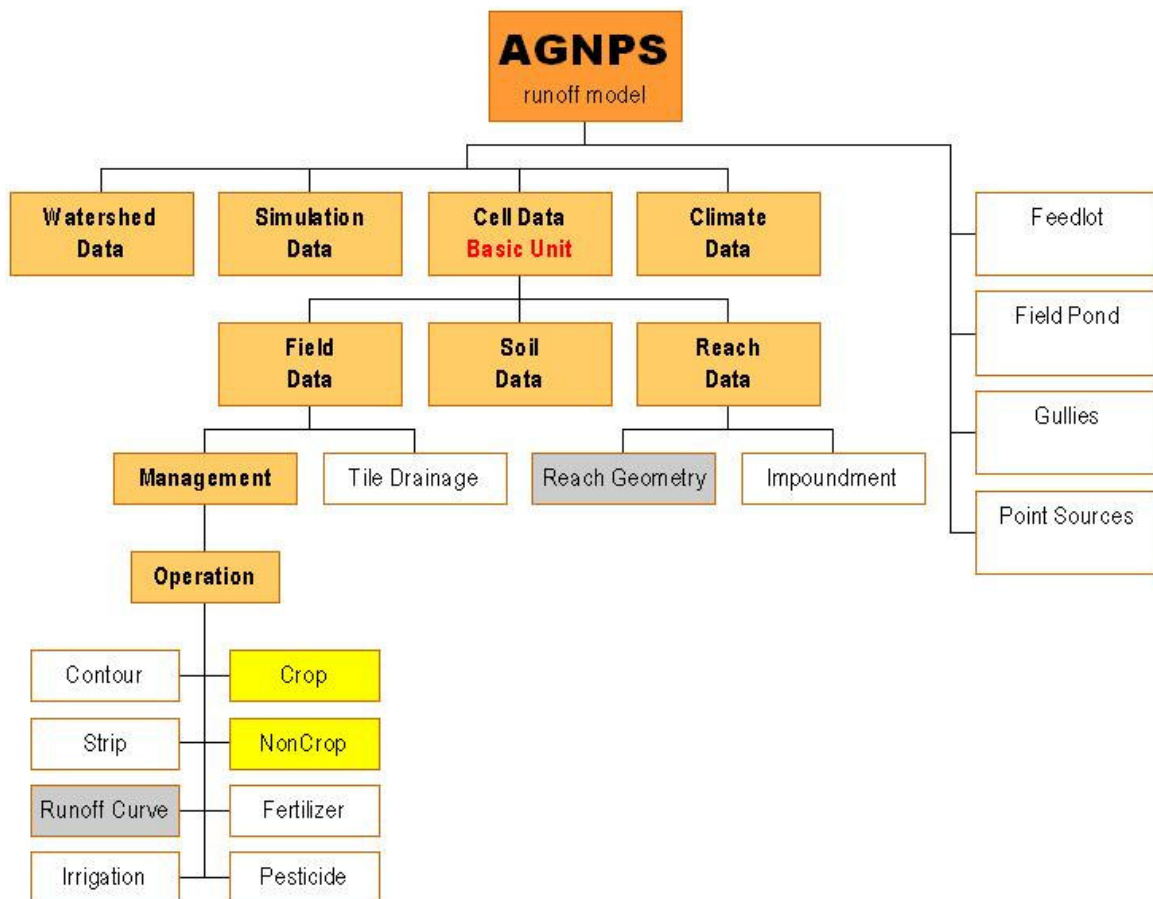 AGNPS
runoff model
Watershed
Data
Simulation
Data
Cell Data
Basic Unit
Climate
Data
Feedlot
Field Pond
Gullies
Point Sources
Field
Data
Soil
Data
Reach
Data
Management
Tile Drainage
Reach Geometry
Impoundment
Operation
Contour
Crop
Strip
NonCrop
Runoff Curve
Fertilizer
Irrigation
Pesticide